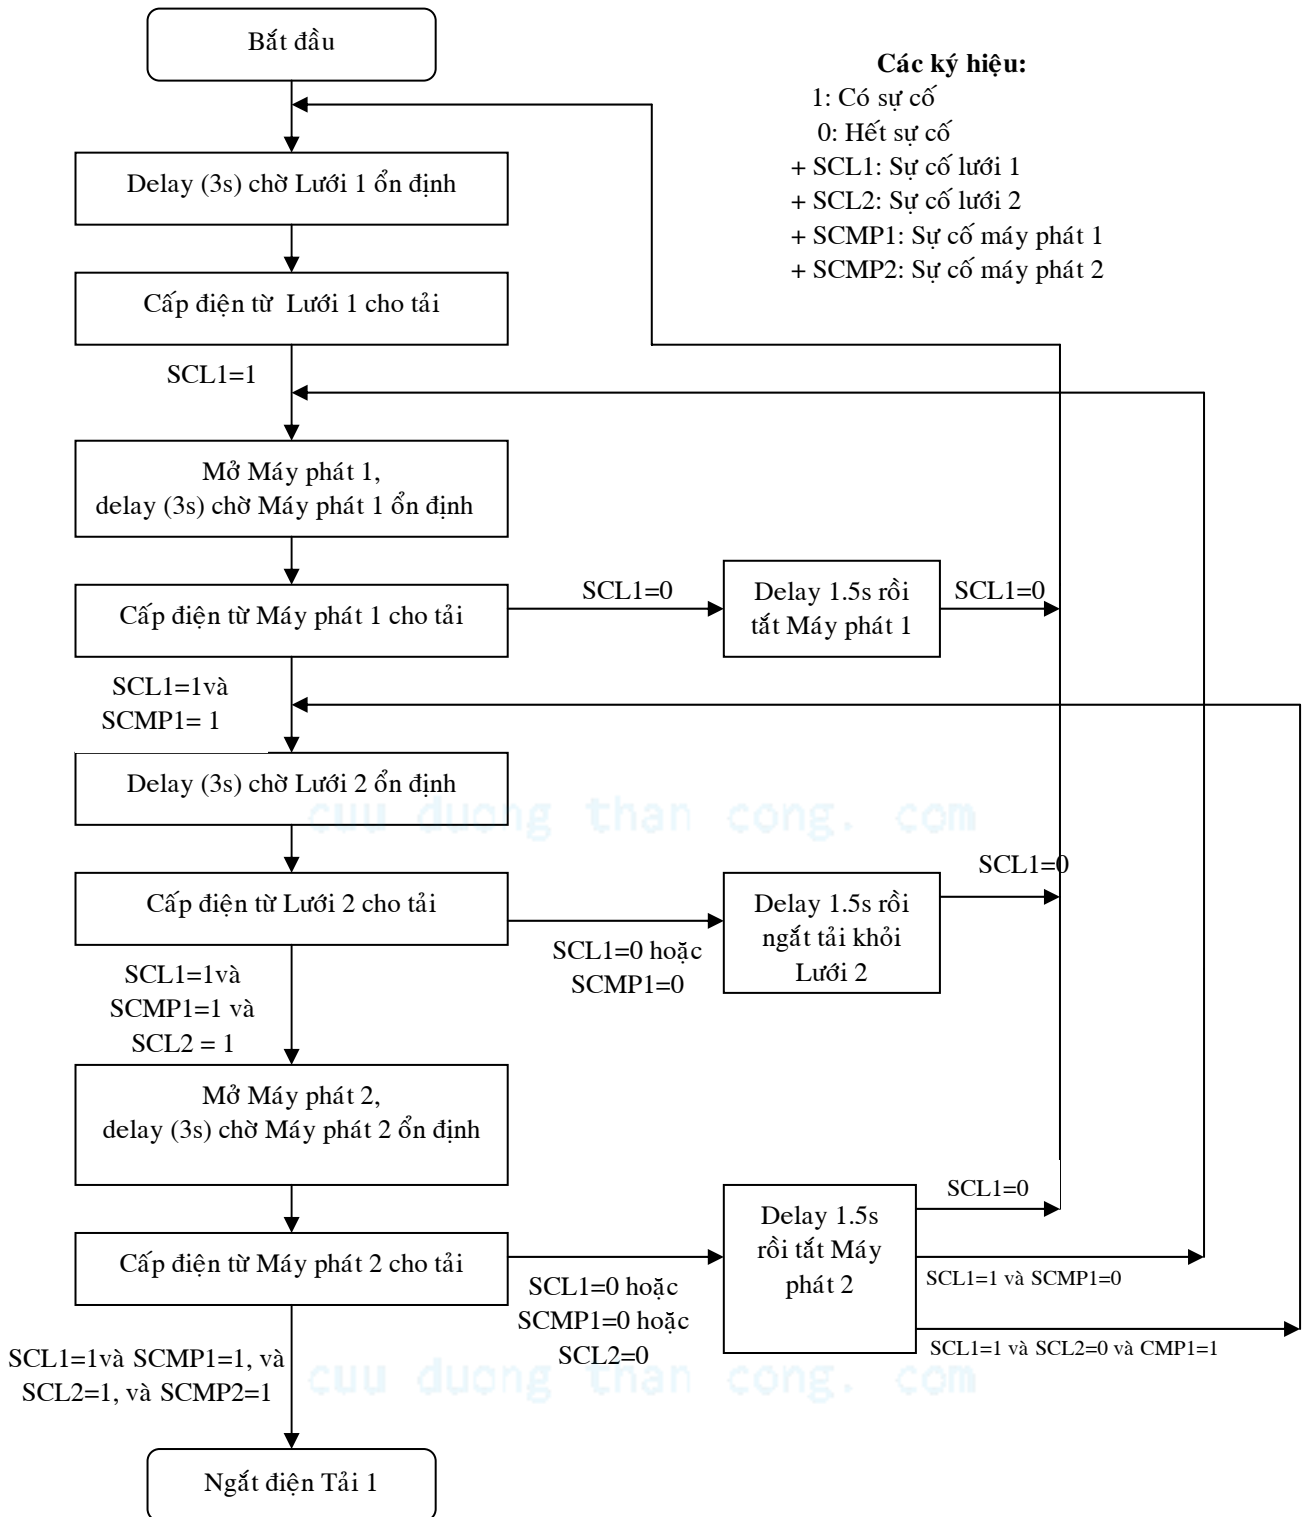 Bắt đầu
Các ký hiệu:
1: Có sự cố
0: Hết sự cố
+ SCL1: Sự cố lưới 1
+ SCL2: Sự cố lưới 2
+ SCMP1: Sự cố máy phát 1
+ SCMP2: Sự cố máy phát 2
Delay (3s) chờ Lưới 1 ổn định
Cấp điện từ Lưới 1 cho tải
SCL1=1
Mở Máy phát 1,
delay (3s) chờ Máy phát 1 ổn định
Cấp điện từ Máy phát 1 cho tải
SCL1=0
Delay 1.5s rồi
tắt Máy phát 1
SCL1=0
SCL1=1và
SCMP1= 1
Delay (3s) chờ Lưới 2 ổn định
cuu duong than cong. com
Cấp điện từ Lưới 2 cho tải
SCL1=0 hoặc
SCMP1=0
Delay 1.5s rồi
ngắt tải khỏi
Lưới 2
SCL1=0
SCL1=1và
SCMP1=1 và
SCL2 = 1
Mở Máy phát 2,
delay (3s) chờ Máy phát 2 ổn định
Cấp điện từ Máy phát 2 cho tải
SCL1=0 hoặc
SCMP1=0 hoặc
SCL2=0
Delay 1.5s
rồi tắt Máy
phát 2
SCL1=0
SCL1=1 và SCMP1=0
SCL1=1 và SCL2=0 và CMP1=1
SCL1=1và SCMP1=1, và
SCL2=1, và SCMP2=1
cuu duong than cong. com
Ngắt điện Tải 1